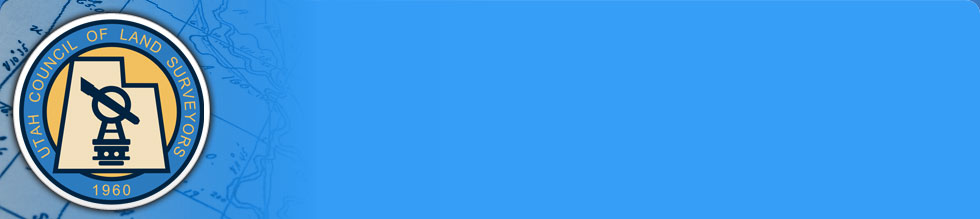 UTAH COUNCIL OF LAND SURVEYORS
1960